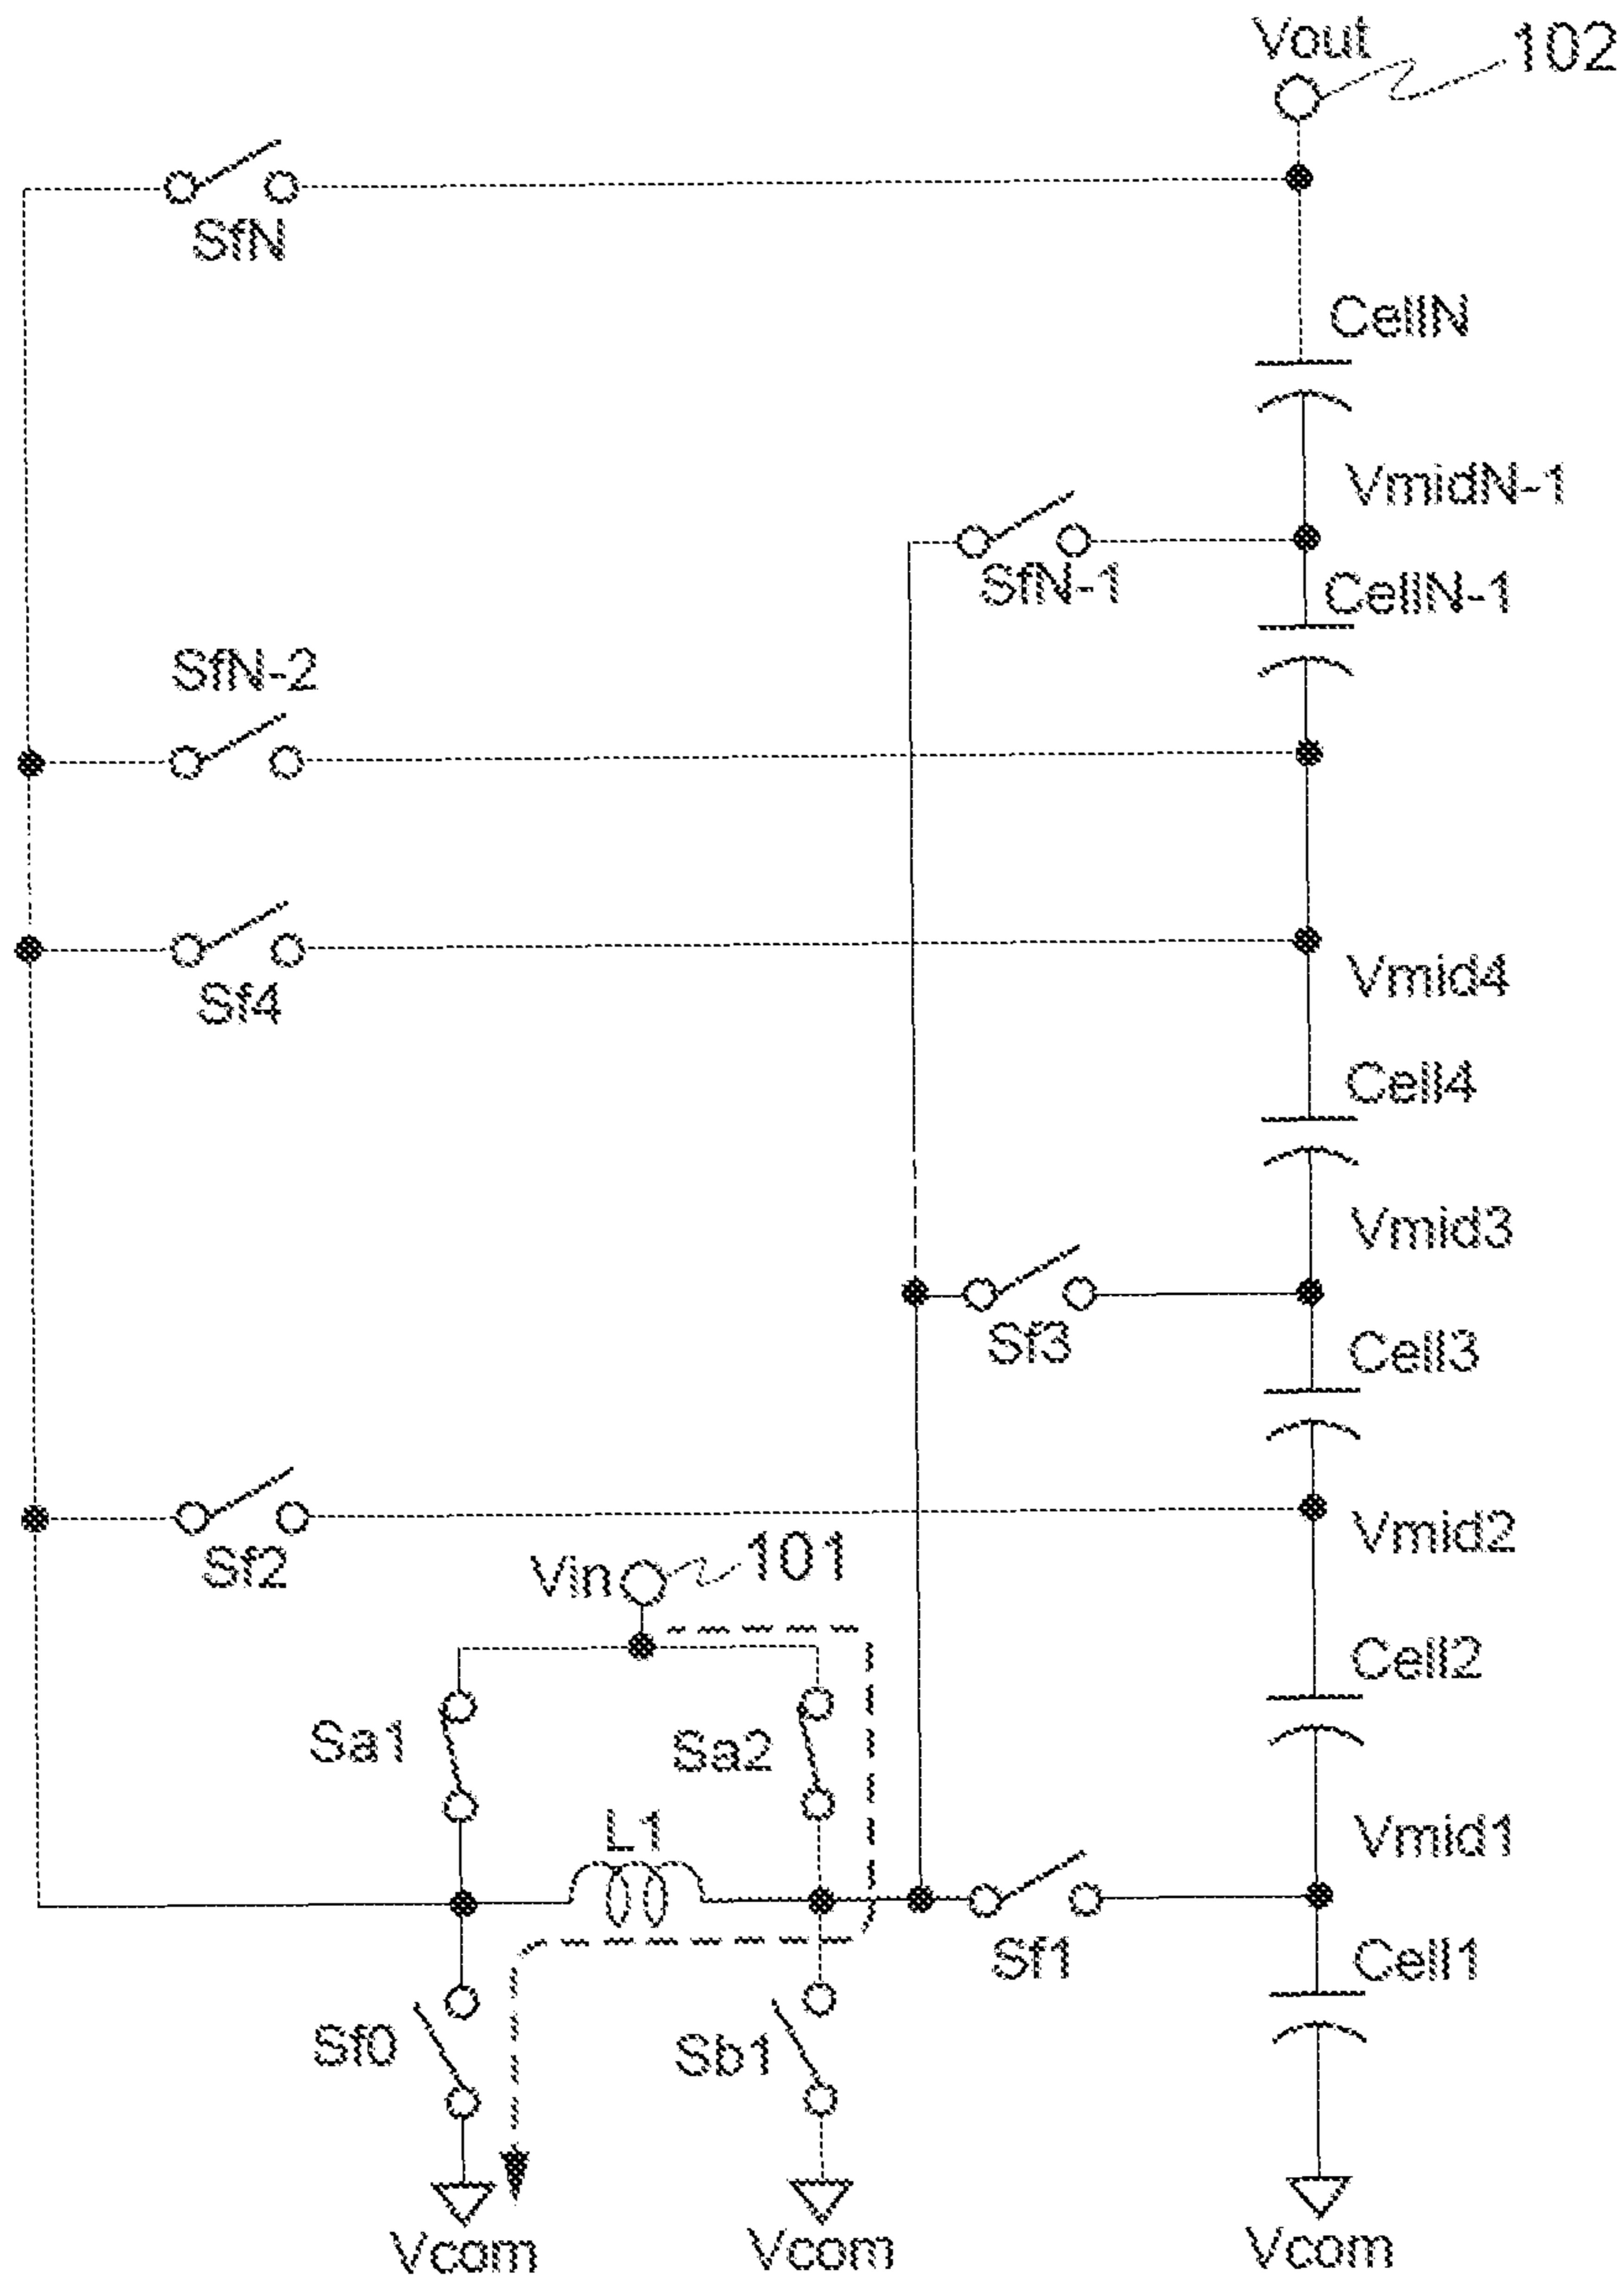 Vout
102
SfN
CellN
VmidN-1
SfN-1
CellN-1
SfN-2
Sf4
Vmid4
Cell4
Vmid3
Sf3
Cell3
Vmid2
Sf2
Vin
101
Cell2
Sa1
Sa2
L1
Vmid1
Sf1
Cell1
Sf0
Sb1
Vcom
Vcom
Vcom